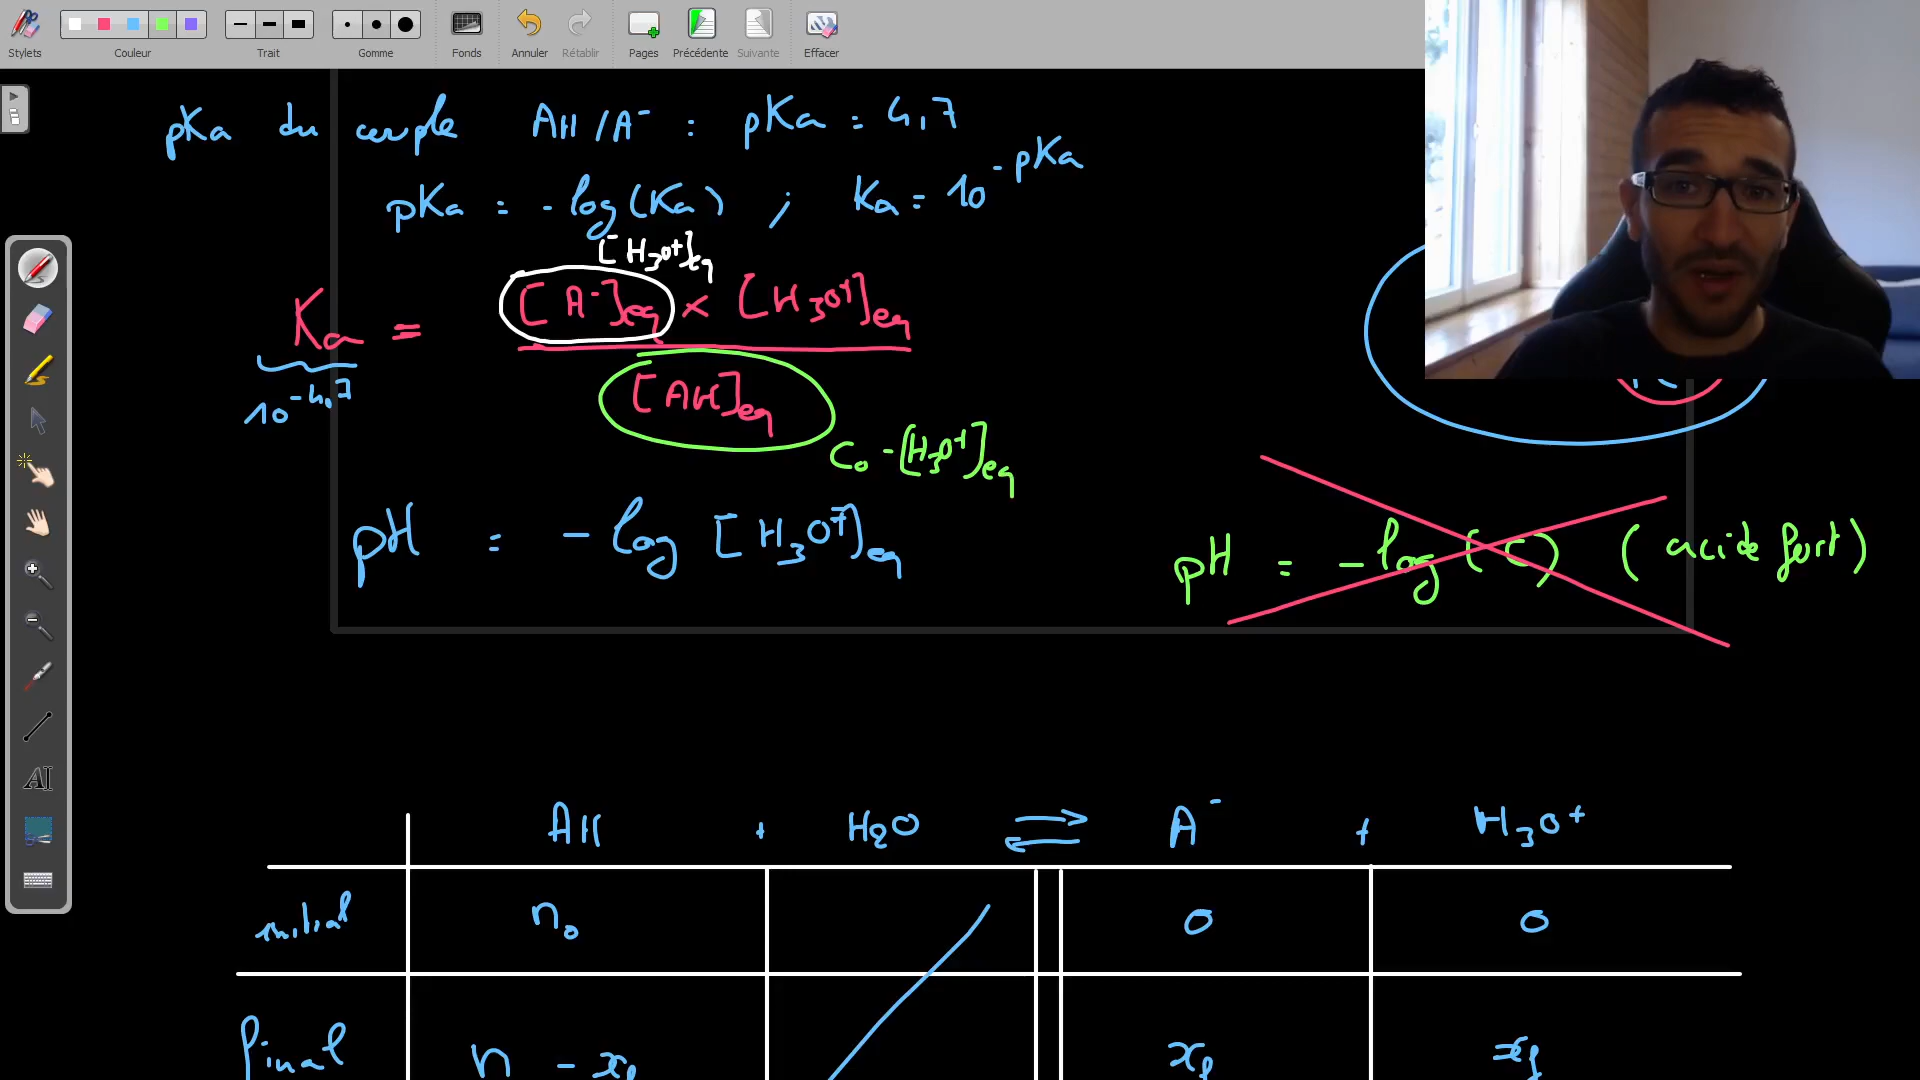 Stylets Couleur Trait Gomme Fonds Annuler Rétablir Pages Précédente Suivante Effacer
pKa du couple AH/A⁻ : pKa = 4,7
pKa = -log(Ka) ; Ka = 10^-pKa
[H₃O⁺]eq
Ka = [A⁻]eq × [H₃O⁺]eq
10^-4,7
[AH]eq
C₀ - [H₃O⁺]eq
pH = -log [H₃O⁺]eq
pH = -log(C) (acide fort)
AI
AH + H₂O ⇌ A⁻ + H₃O⁺
initial n₀ 0 0
final n - xf xf xf